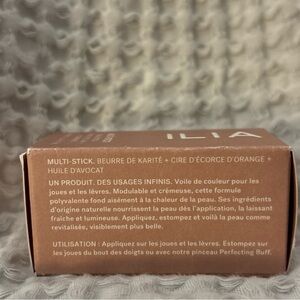 ILIA
MULTI-STICK. BEURRE DE KARITÉ + CIRE D'ÉCORCE D'ORANGE +
HUILE D'AVOCAT
UN PRODUIT. DES USAGES INFINIS. Voile de couleur pour les
joues et les lèvres. Modulable et crémeuse, cette formule
polyvalente fond aisément à la chaleur de la peau. Ses ingrédients
d'origine naturelle nourrissent la peau dès l'application, la laissant
fraîche et lumineuse. Appliquez, estompez et voilà la peau comme
revitalisée, visiblement plus belle.
UTILISATION : Appliquez sur les joues et les lèvres. Estompez sur
les joues du bout des doigts ou avec notre pinceau Perfecting Buff.